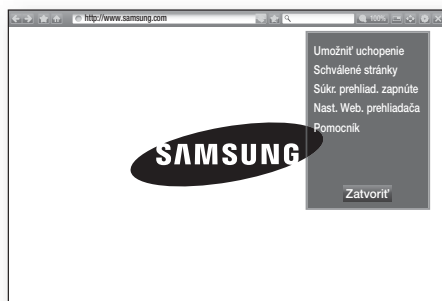 http://www.samsung.com
100%
Umožniť uchopenie
Schválené stránky
Súkr. prehliad. zapnúte
Nast. Web. prehliadača
Pomocník
SAMSUNG
Zatvoriť